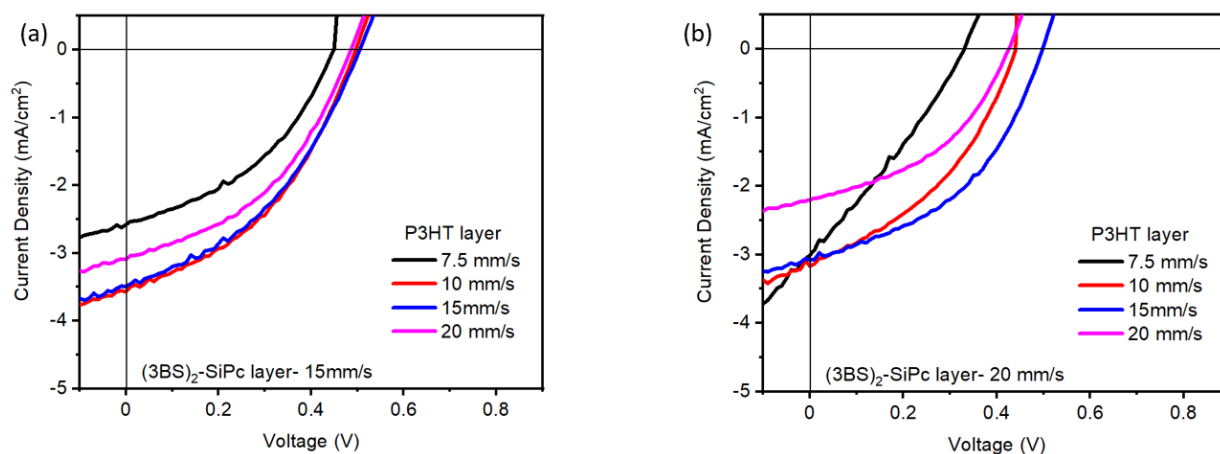 (a)
0
-1
-2
-3
-4
-5
Current Density (mA/cm²)
P3HT layer
7.5 mm/s
10 mm/s
15mm/s
20 mm/s
(3BS)₂-SiPc layer- 15mm/s
0 0.2 0.4 0.6 0.8
Voltage (V)
(b)
0
-1
-2
-3
-4
-5
Current Density (mA/cm²)
P3HT layer
7.5 mm/s
10 mm/s
15mm/s
20 mm/s
(3BS)₂-SiPc layer- 20 mm/s
0 0.2 0.4 0.6 0.8
Voltage (V)